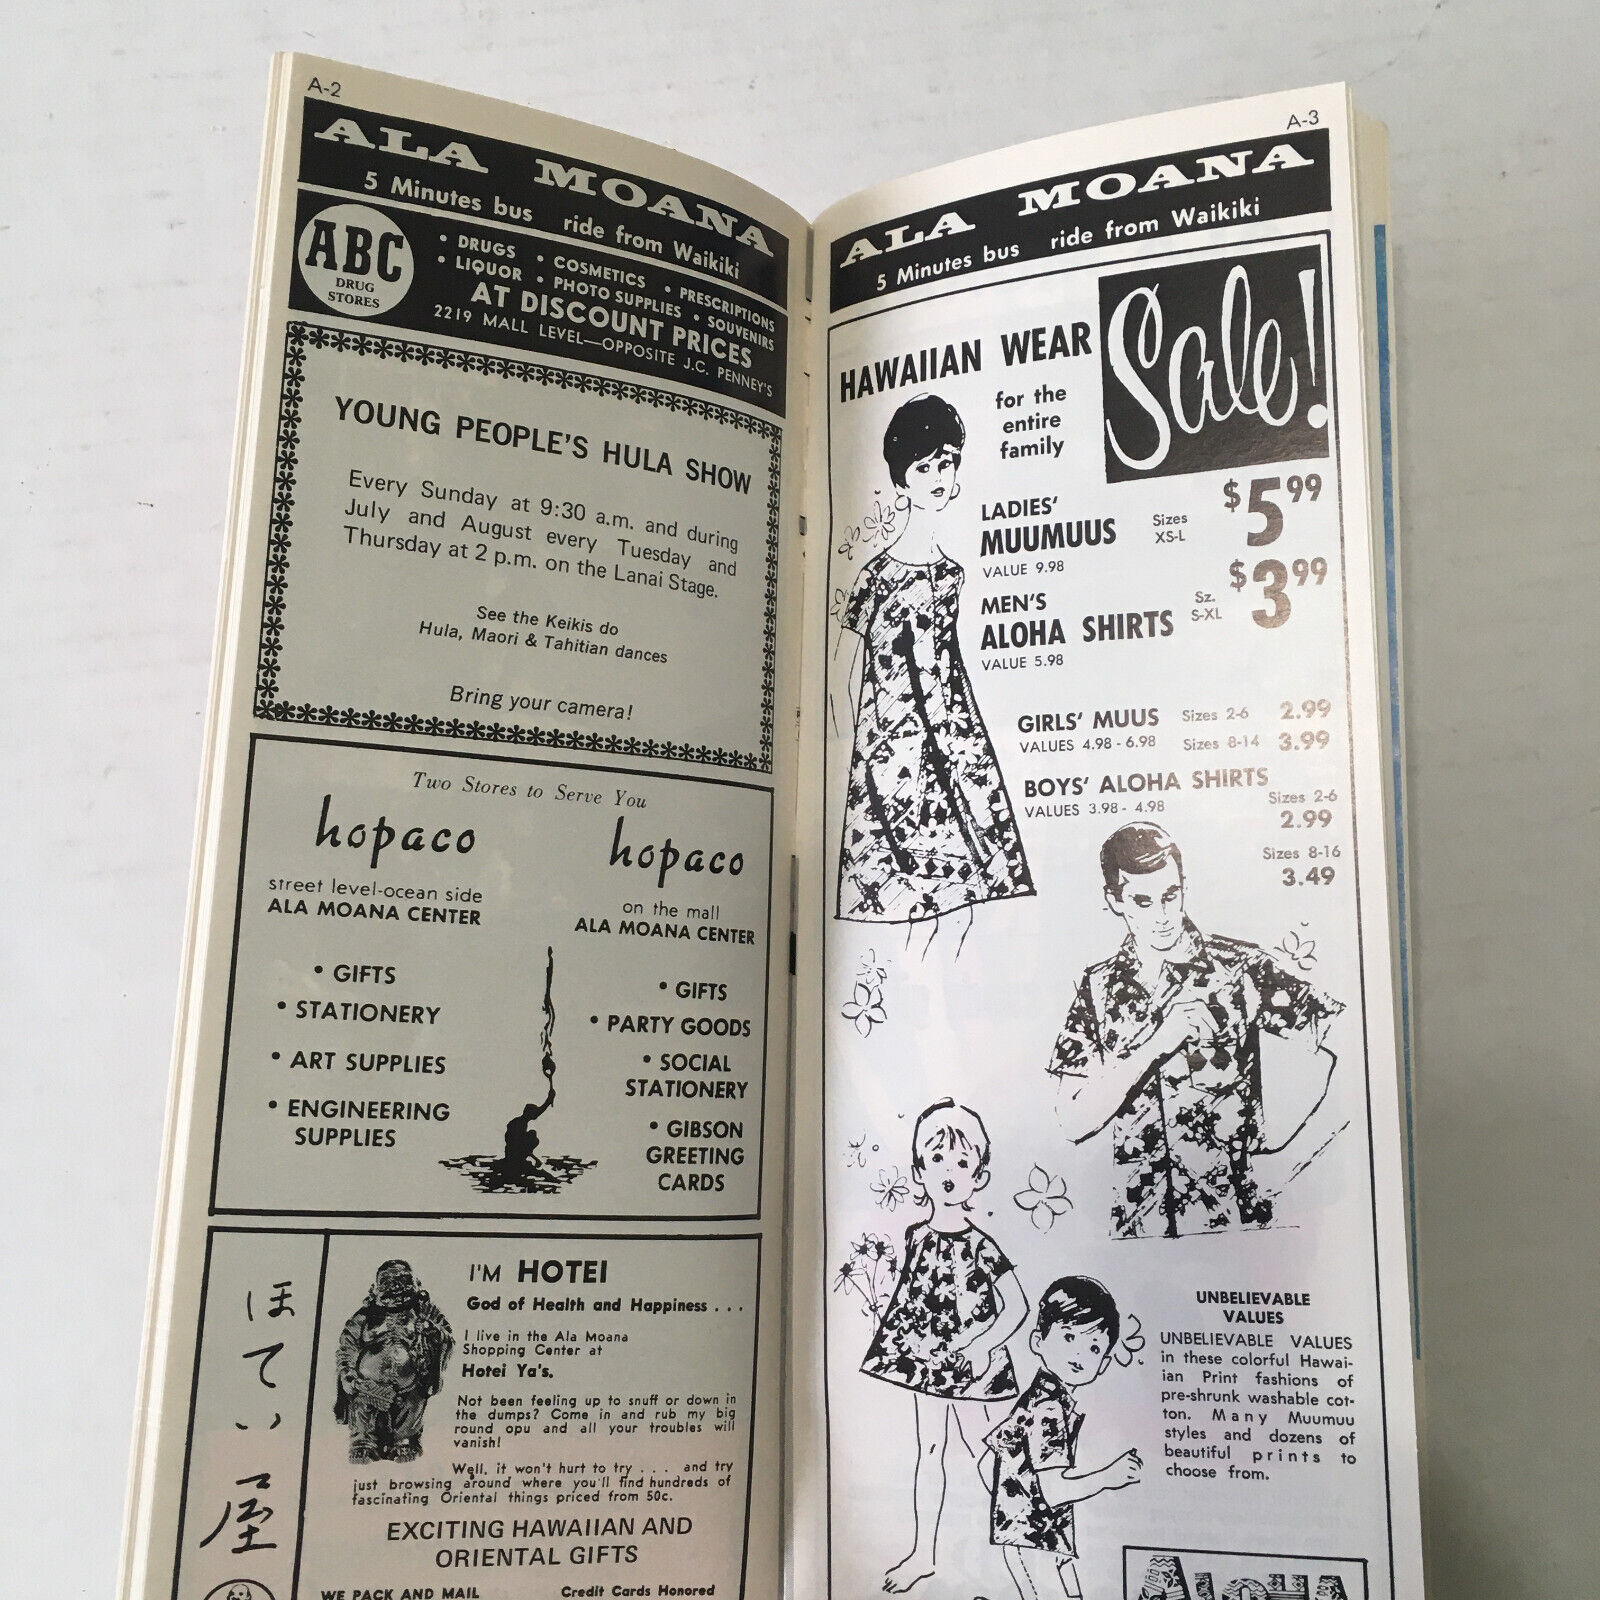 A-2
ALA MOANA
5 Minutes bus ride from Waikiki
ABC
DRUG
STORES
• DRUGS • COSMETICS • PRESCRIPTIONS
• LIQUOR • PHOTO SUPPLIES • SOUVENIRS
AT DISCOUNT PRICES
2219 MALL LEVEL—OPPOSITE J.C. PENNEY'S
YOUNG PEOPLE'S HULA SHOW
Every Sunday at 9:30 a.m. and during
July and August every Tuesday and
Thursday at 2 p.m. on the Lanai Stage.
See the Keikis do
Hula, Maori & Tahitian dances
Bring your camera!
Two Stores to Serve You
hopaco
street level-ocean side
ALA MOANA CENTER
• GIFTS
• STATIONERY
• ART SUPPLIES
• ENGINEERING
SUPPLIES
hopaco
on the mall
ALA MOANA CENTER
• GIFTS
• PARTY GOODS
• SOCIAL
STATIONERY
• GIBSON
GREETING
CARDS
ほてい屋
I'M HOTEI
God of Health and Happiness . . .
I live in the Ala Moana
Shopping Center at
Hotei Ya's.
Not been feeling up to snuff or down in
the dumps? Come in and rub my big
round opu and all your troubles will
vanish!
Well, it won't hurt to try . . . and try
just browsing around where you'll find hundreds of
fascinating Oriental things priced from 50c.
EXCITING HAWAIIAN AND
ORIENTAL GIFTS
WE PACK AND MAIL Credit Cards Honored
A-3
ALA MOANA
5 Minutes bus ride from Waikiki
HAWAIIAN WEAR
Sale!
for the
entire
family
LADIES'
MUUMUUS
Sizes
XS-L
$5.99
VALUE 9.98
MEN'S
ALOHA SHIRTS
Sz.
S-XL
$3.99
VALUE 5.98
GIRLS' MUUS Sizes 2-6 2.99
VALUES 4.98 - 6.98 Sizes 8-14 3.99
BOYS' ALOHA SHIRTS
VALUES 3.98 - 4.98 Sizes 2-6
2.99
Sizes 8-16
3.49
UNBELIEVABLE
VALUES
UNBELIEVABLE VALUES
in these colorful Hawai-
ian Print fashions of
pre-shrunk washable cot-
ton. Many Muumuu
styles and dozens of
beautiful prints to
choose from.
ALOHA